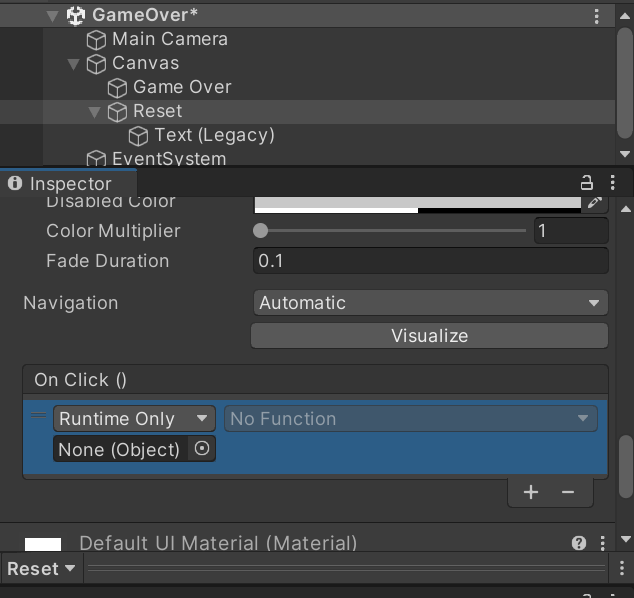 GameOver*
Main Camera
Canvas
Game Over
Reset
Text (Legacy)
EventSystem
Inspector
Disabled Color
Color Multiplier 1
Fade Duration 0.1
Navigation Automatic
Visualize
On Click ()
Runtime Only No Function
None (Object)
+ −
Default UI Material (Material)
Reset